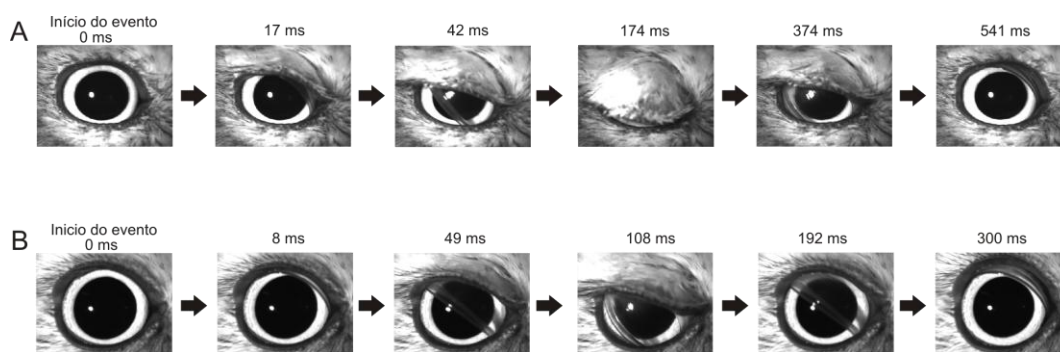 A
Início do evento
0 ms
17 ms
42 ms
174 ms
374 ms
541 ms
B
Início do evento
0 ms
8 ms
49 ms
108 ms
192 ms
300 ms